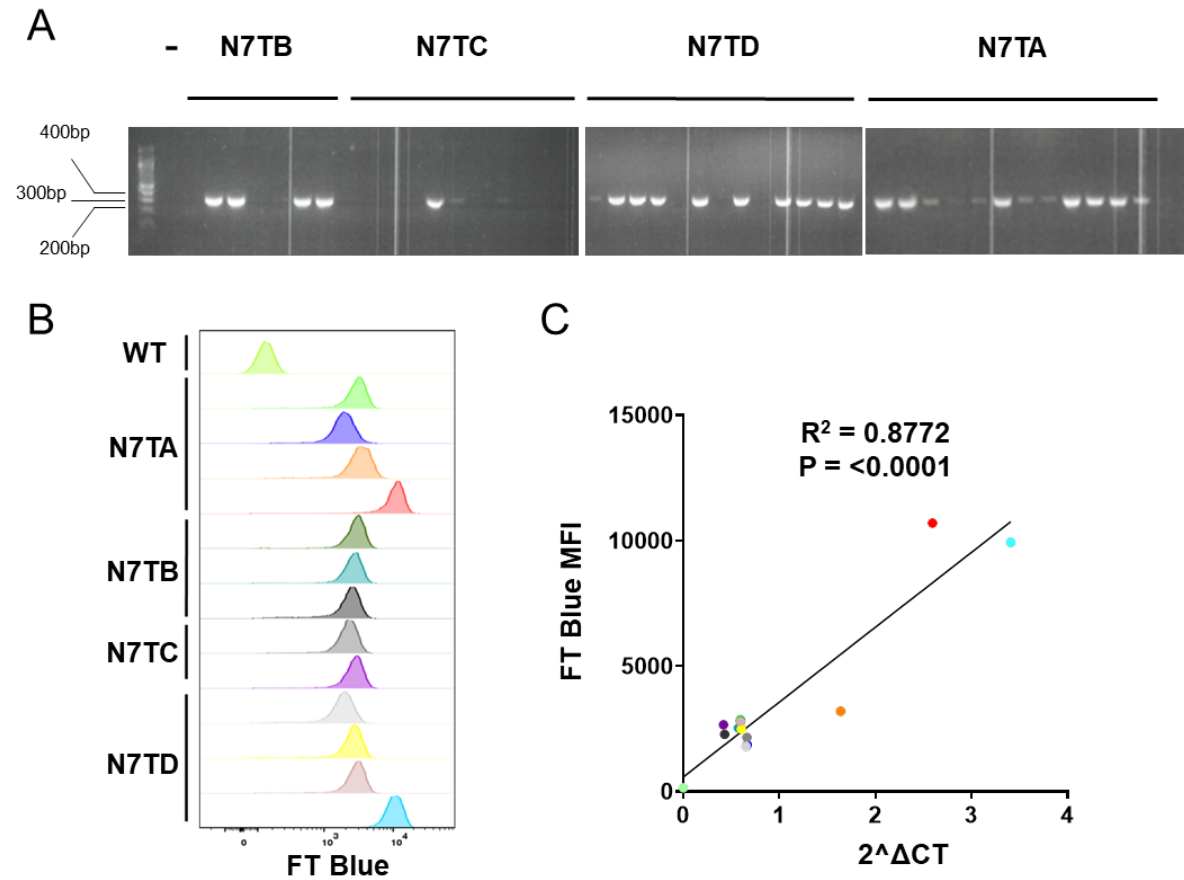 A
- N7TB N7TC N7TD N7TA
400bp
300bp
200bp
B
WT
N7TA
N7TB
N7TC
N7TD
0 10³ 10⁴
FT Blue
C
R² = 0.8772
P = <0.0001
15000
10000
5000
0
FT Blue MFI
0 1 2 3 4
2^ΔCT